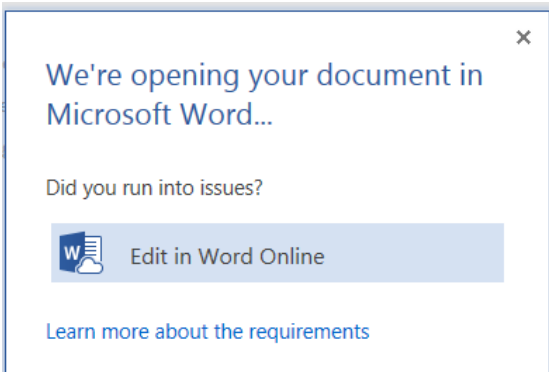 We're opening your document in
Microsoft Word...
Did you run into issues?
W
Edit in Word Online
Learn more about the requirements